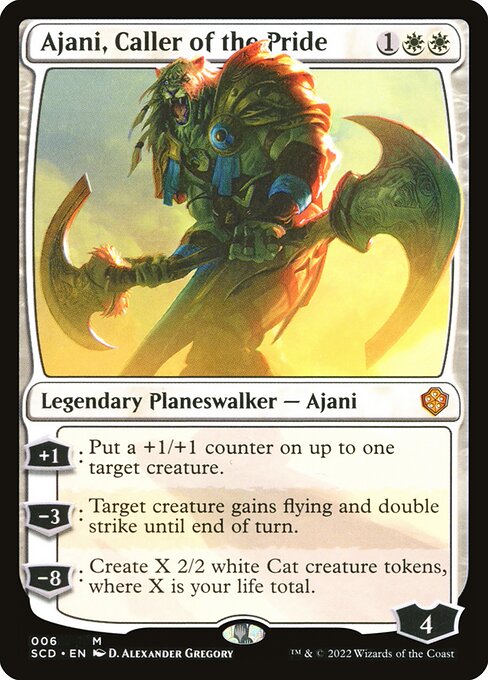 Ajani, Caller of the Pride 1
Legendary Planeswalker — Ajani
+1 : Put a +1/+1 counter on up to one
target creature.
−3 : Target creature gains flying and double
strike until end of turn.
−8 : Create X 2/2 white Cat creature tokens,
where X is your life total.
4
006 M
SCD • EN D. Alexander Gregory ™ & © 2022 Wizards of the Coast